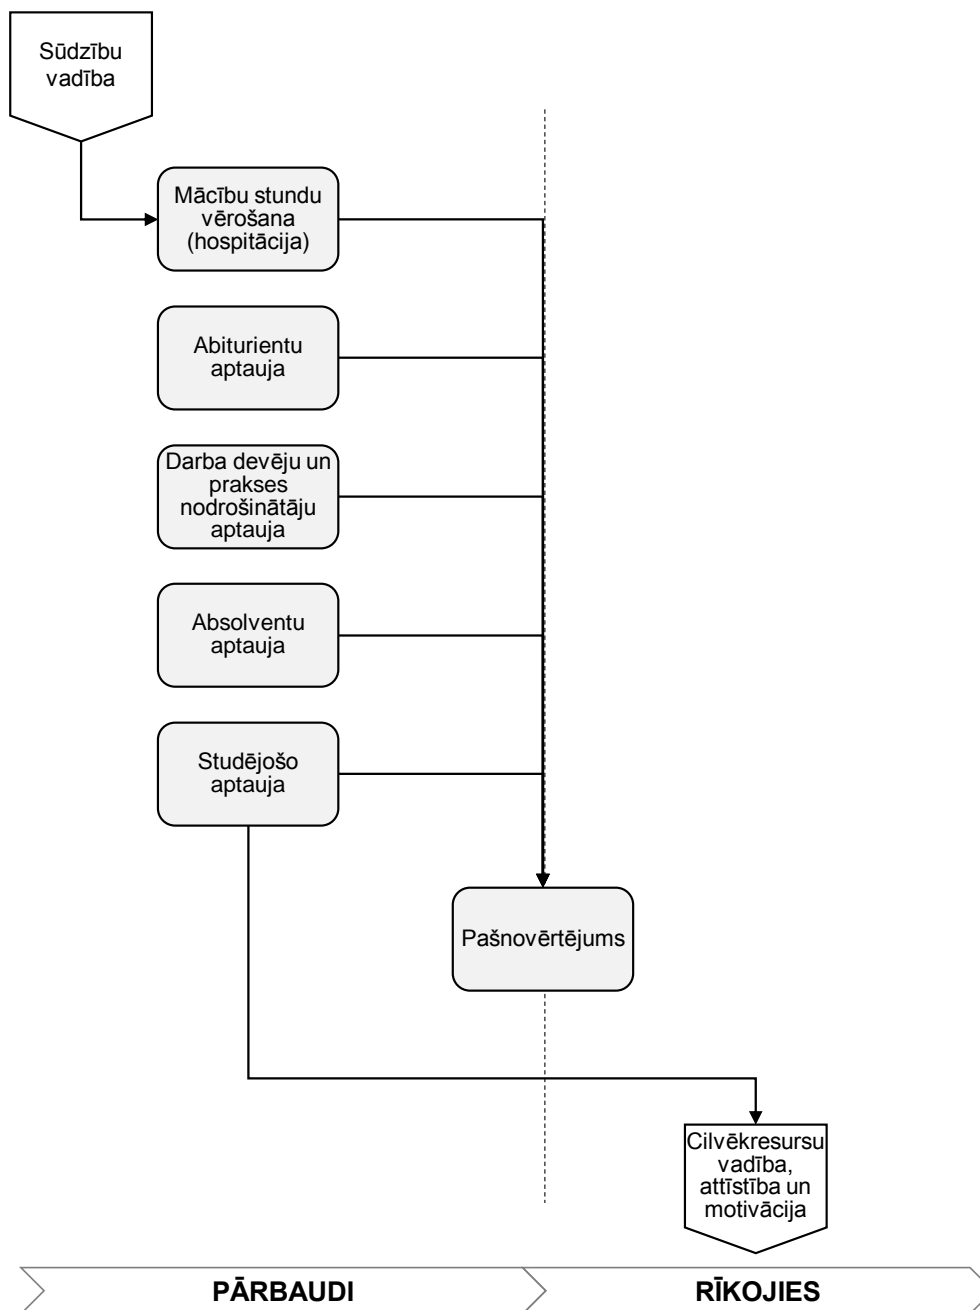 Sūdzību
vadība
Mācību stundu
vērošana
(hospitācija)
Abiturientu
aptauja
Darba devēju un
prakses
nodrošinātāju
aptauja
Absolventu
aptauja
Studējošo
aptauja
Pašnovērtējums
Cilvēkresursu
vadība,
attīstība un
motivācija
PĀRBAUDI
RĪKOJIES